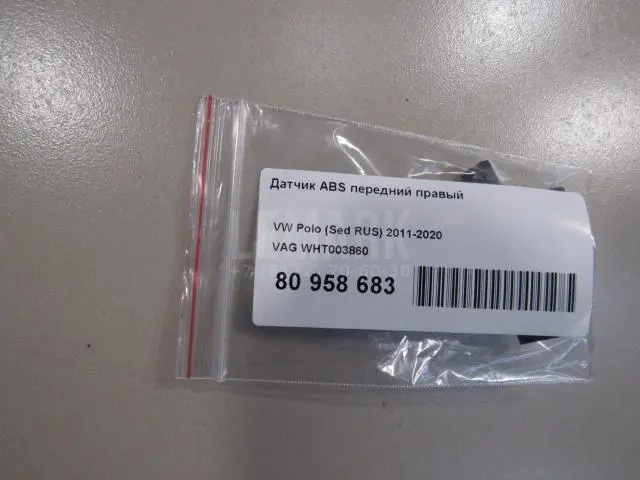 Датчик ABS передний правый
VW Polo (Sed RUS) 2011-2020
VAG WHT003860
80 958 683